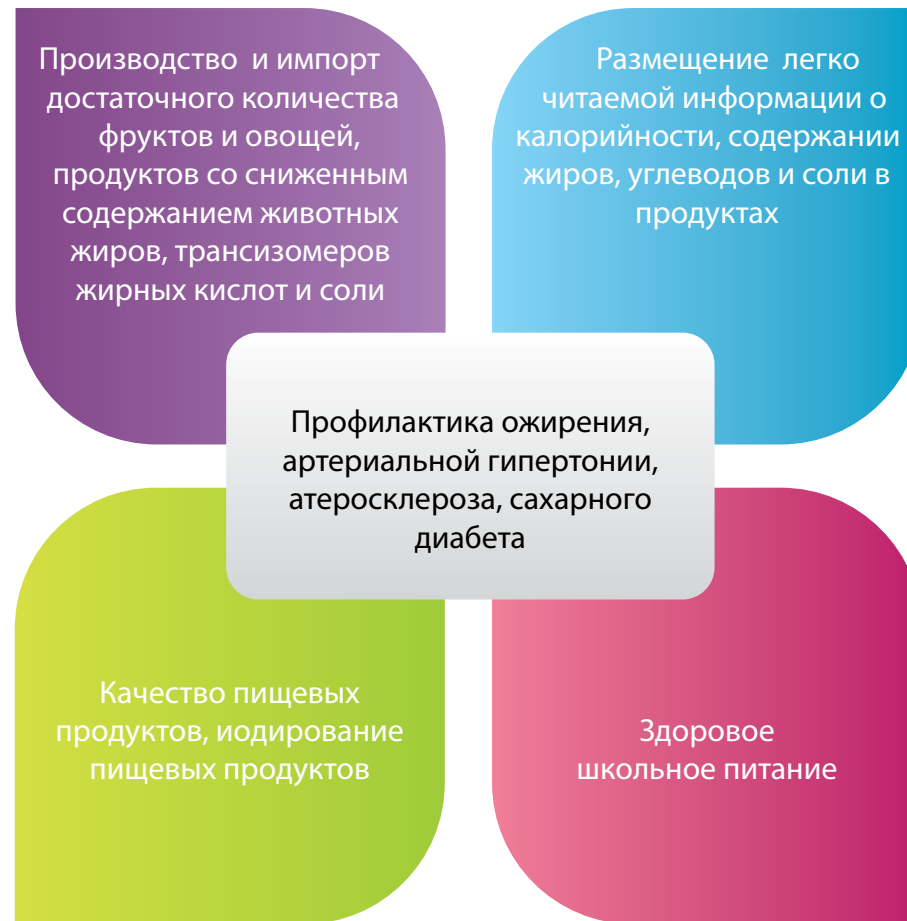 Производство и импорт
достаточного количества
фруктов и овощей,
продуктов со сниженным
содержанием животных
жиров, трансизомеров
жирных кислот и соли
Размещение легко
читаемой информации о
калорийности, содержании
жиров, углеводов и соли в
продуктах
Профилактика ожирения,
артериальной гипертонии,
атеросклероза, сахарного
диабета
Качество пищевых
продуктов, иодирование
пищевых продуктов
Здоровое
школьное питание